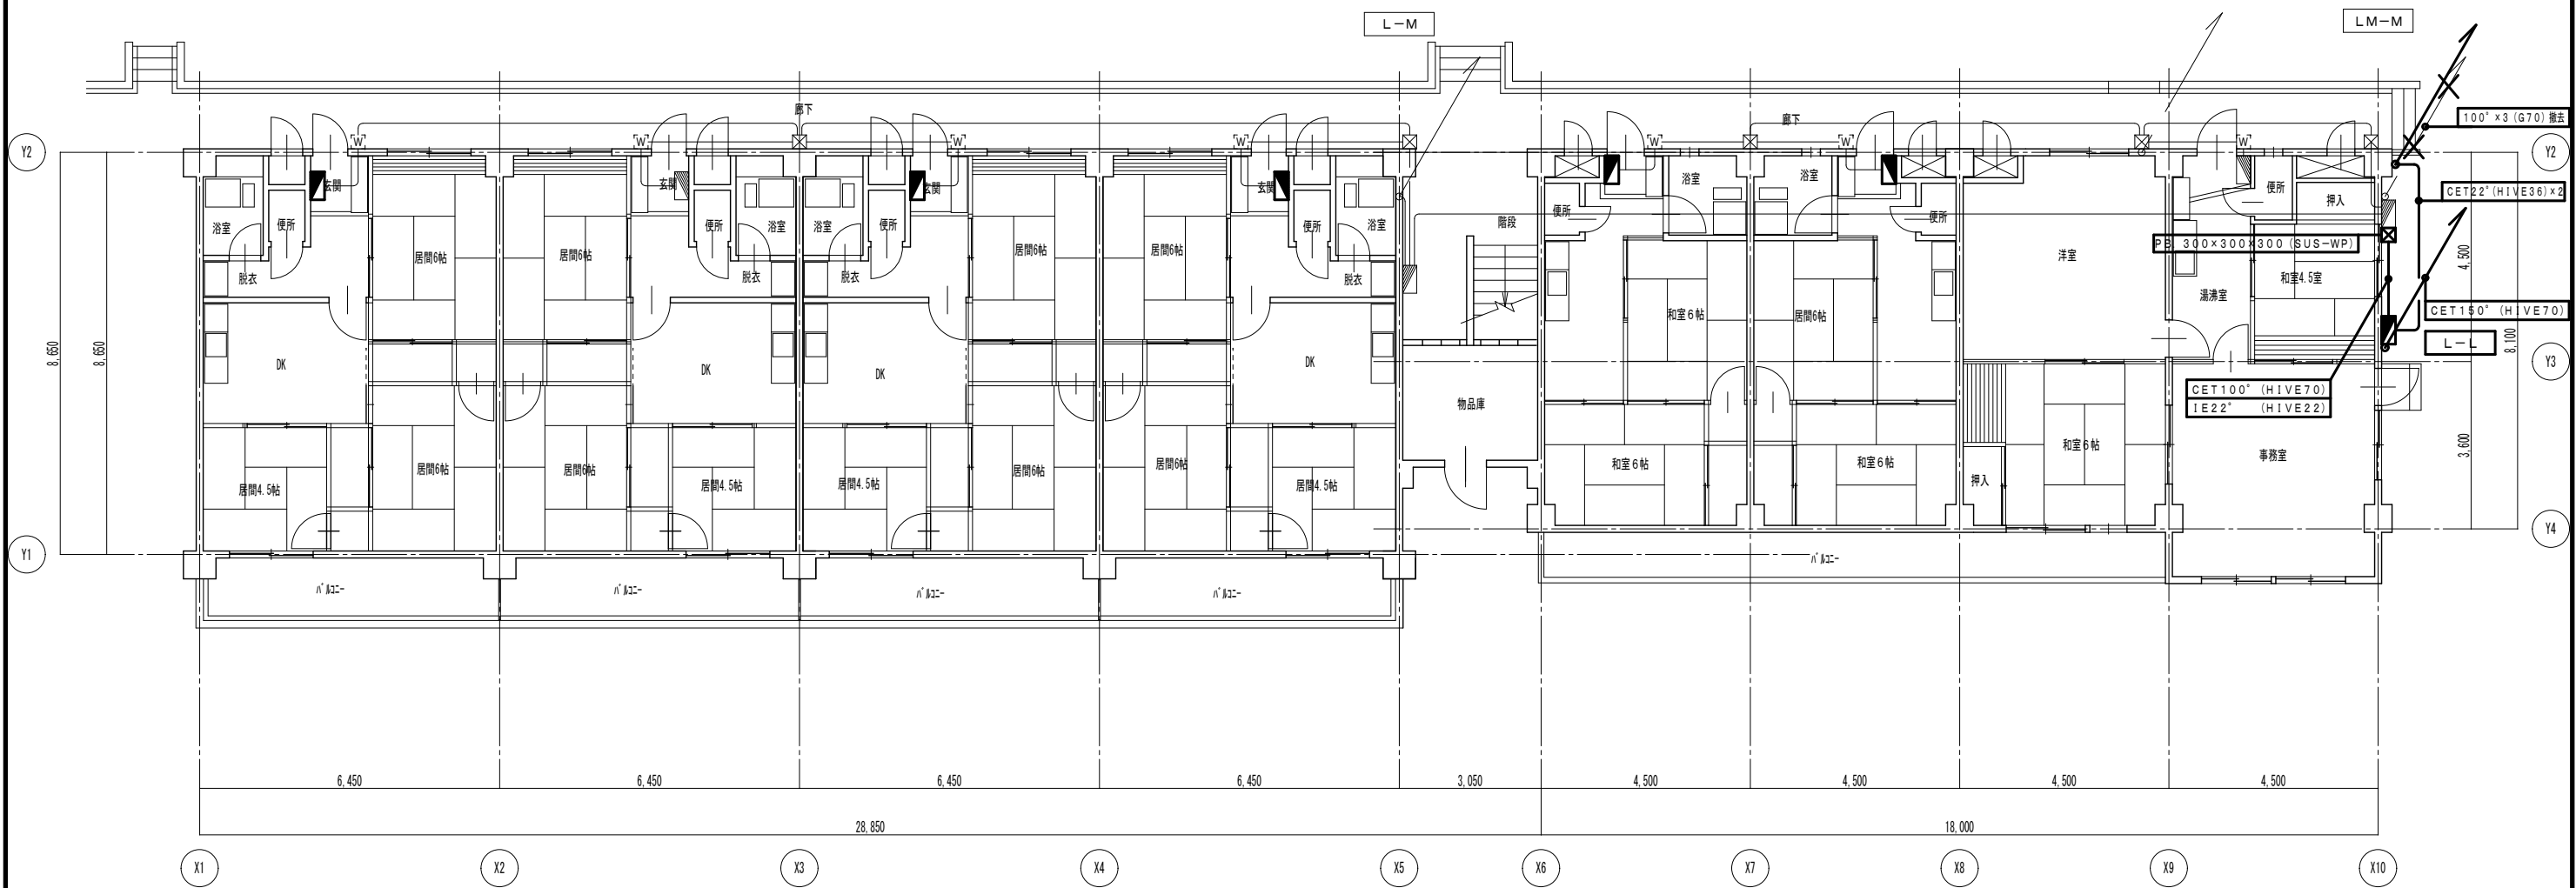 L-M
LM-M
廊下
廊下
100°×3(G70)撤去
W
W
W
W
W
W
W
Y2
Y2
玄関
玄関
玄関
玄関
浴室
便所
便所
浴室
浴室
便所
便所
浴室
便所
浴室
浴室
便所
便所
押入
CET22°(HIVE36)×2
階段
居間6帖
居間6帖
居間6帖
居間6帖
PB 300×300×300(SUS-WP)
洋室
4,500
脱衣
脱衣
脱衣
脱衣
湯沸室
和室4.5室
CET150°(HIVE70)
和室6帖
居間6帖
L-L
8,650
8,650
8,100
DK
DK
DK
DK
Y3
CET100°(HIVE70)
IE22°(HIVE22)
物品庫
和室6帖
3,600
事務室
居間6帖
居間6帖
居間6帖
居間6帖
和室6帖
和室6帖
押入
居間4.5帖
居間4.5帖
居間4.5帖
居間4.5帖
Y1
Y4
バルコニー
バルコニー
バルコニー
バルコニー
バルコニー
6,450
6,450
6,450
6,450
3,050
4,500
4,500
4,500
4,500
28,850
18,000
X1
X2
X3
X4
X5
X6
X7
X8
X9
X10